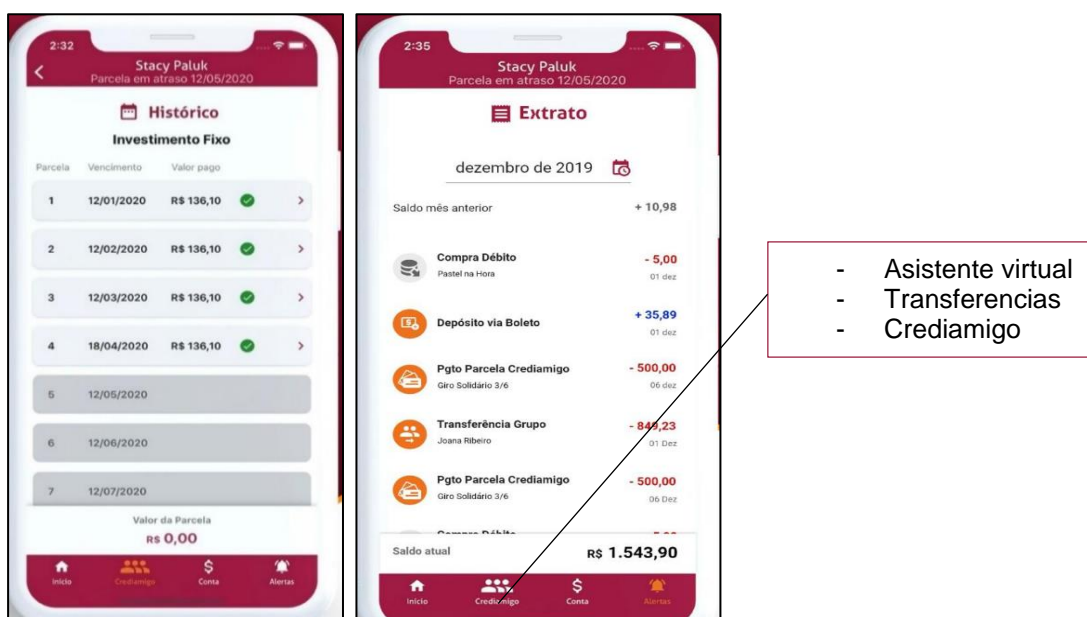 2:32
Stacy Paluk
Parcela em atraso 12/05/2020
Histórico
Investimento Fixo
Parcela Vencimento Valor pago
1 12/01/2020 R$ 136,10
2 12/02/2020 R$ 136,10
3 12/03/2020 R$ 136,10
4 18/04/2020 R$ 136,10
5 12/05/2020
6 12/06/2020
7 12/07/2020
Valor da Parcela
R$ 0,00
Início Crediamigo Conta Alertas
2:35
Stacy Paluk
Parcela em atraso 12/05/2020
Extrato
dezembro de 2019
Saldo mês anterior + 10,98
Compra Débito - 5,00
Pastel na Hora 01 dez
Depósito via Boleto + 35,89
01 dez
Pgto Parcela Crediamigo - 500,00
Giro Solidário 3/6 06 dez
Transferência Grupo - 849,23
Joana Ribeiro 01 Dez
Pgto Parcela Crediamigo - 500,00
Giro Solidário 3/6 06 Dez
Saldo atual R$ 1.543,90
Início Crediamigo Conta Alertas
- Asistente virtual
- Transferencias
- Crediamigo